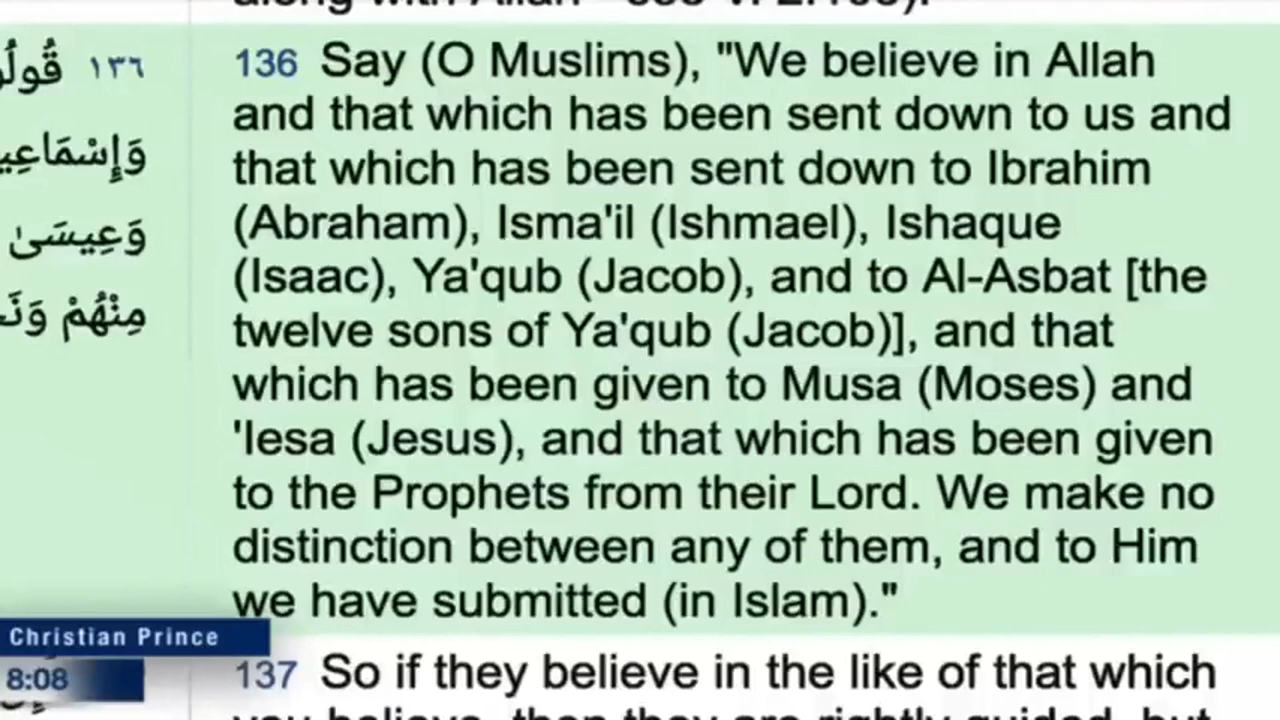 136 Say (O Muslims), "We believe in Allah
and that which has been sent down to us and
that which has been sent down to Ibrahim
(Abraham), Isma'il (Ishmael), Ishaque
(Isaac), Ya'qub (Jacob), and to Al-Asbat [the
twelve sons of Ya'qub (Jacob)], and that
which has been given to Musa (Moses) and
'Iesa (Jesus), and that which has been given
to the Prophets from their Lord. We make no
distinction between any of them, and to Him
we have submitted (in Islam)."
137 So if they believe in the like of that which
١٣٦
وَعِيسَىٰ
مِنْهُمْ
Christian Prince
8:08